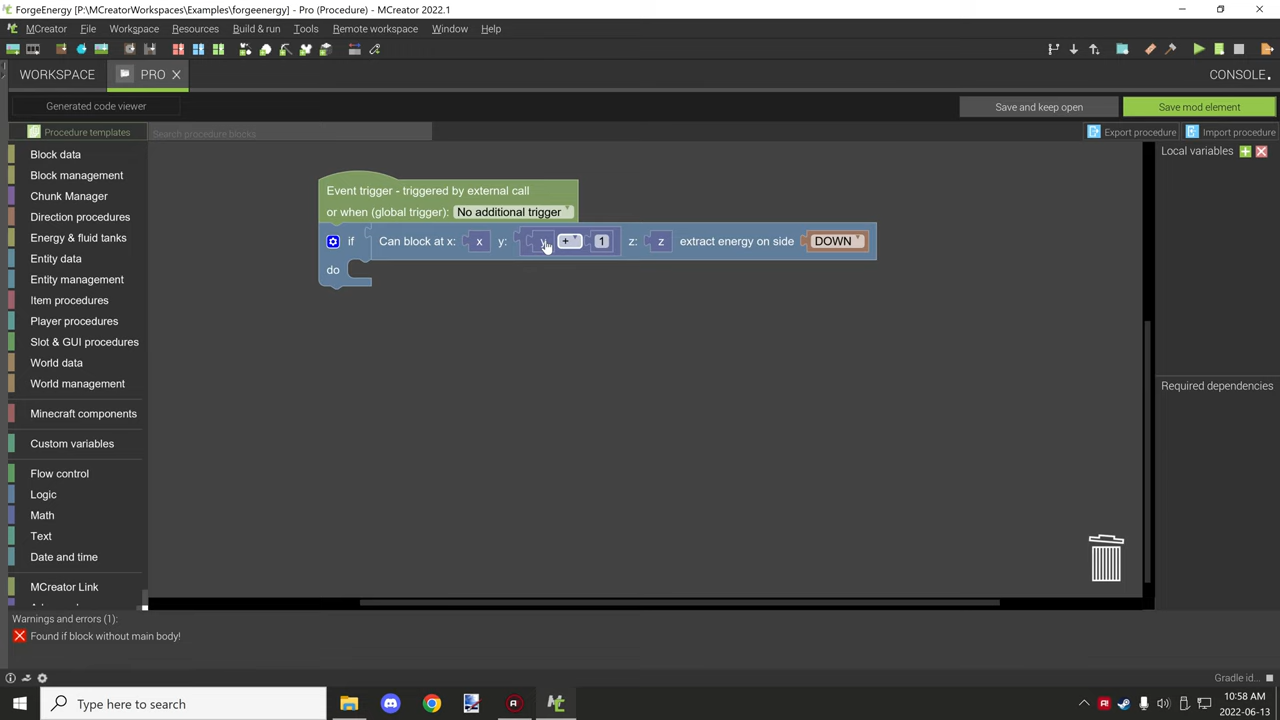 ForgeEnergy [P:\MCreatorWorkspaces\Examples\forgeenergy] - Pro (Procedure) - MCreator 2022.1
MCreator File Workspace Resources Build & run Tools Remote workspace Window Help
WORKSPACE PRO CONSOLE
Generated code viewer Save and keep open Save mod element
Procedure templates Search procedure blocks Export procedure Import procedure
Block data
Local variables
Block management
Chunk Manager
Direction procedures
Energy & fluid tanks
Entity data
Entity management
Item procedures
Player procedures
Slot & GUI procedures
World data
World management
Minecraft components
Custom variables
Flow control
Logic
Math
Text
Date and time
MCreator Link
Event trigger - triggered by external call
or when (global trigger): No additional trigger
if Can block at x: x y: y + 1 z: z extract energy on side DOWN
do
Required dependencies
Warnings and errors (1):
Found if block without main body!
Gradle id...
Type here to search
10:58 AM
2022-06-13